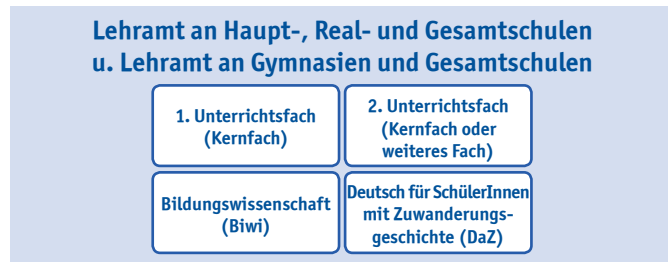 Lehramt an Haupt-, Real- und Gesamtschulen
u. Lehramt an Gymnasien und Gesamtschulen
1. Unterrichtsfach
(Kernfach)
2. Unterrichtsfach
(Kernfach oder
weiteres Fach)
Bildungswissenschaft
(Biwi)
Deutsch für SchülerInnen
mit Zuwanderungs-
geschichte (DaZ)